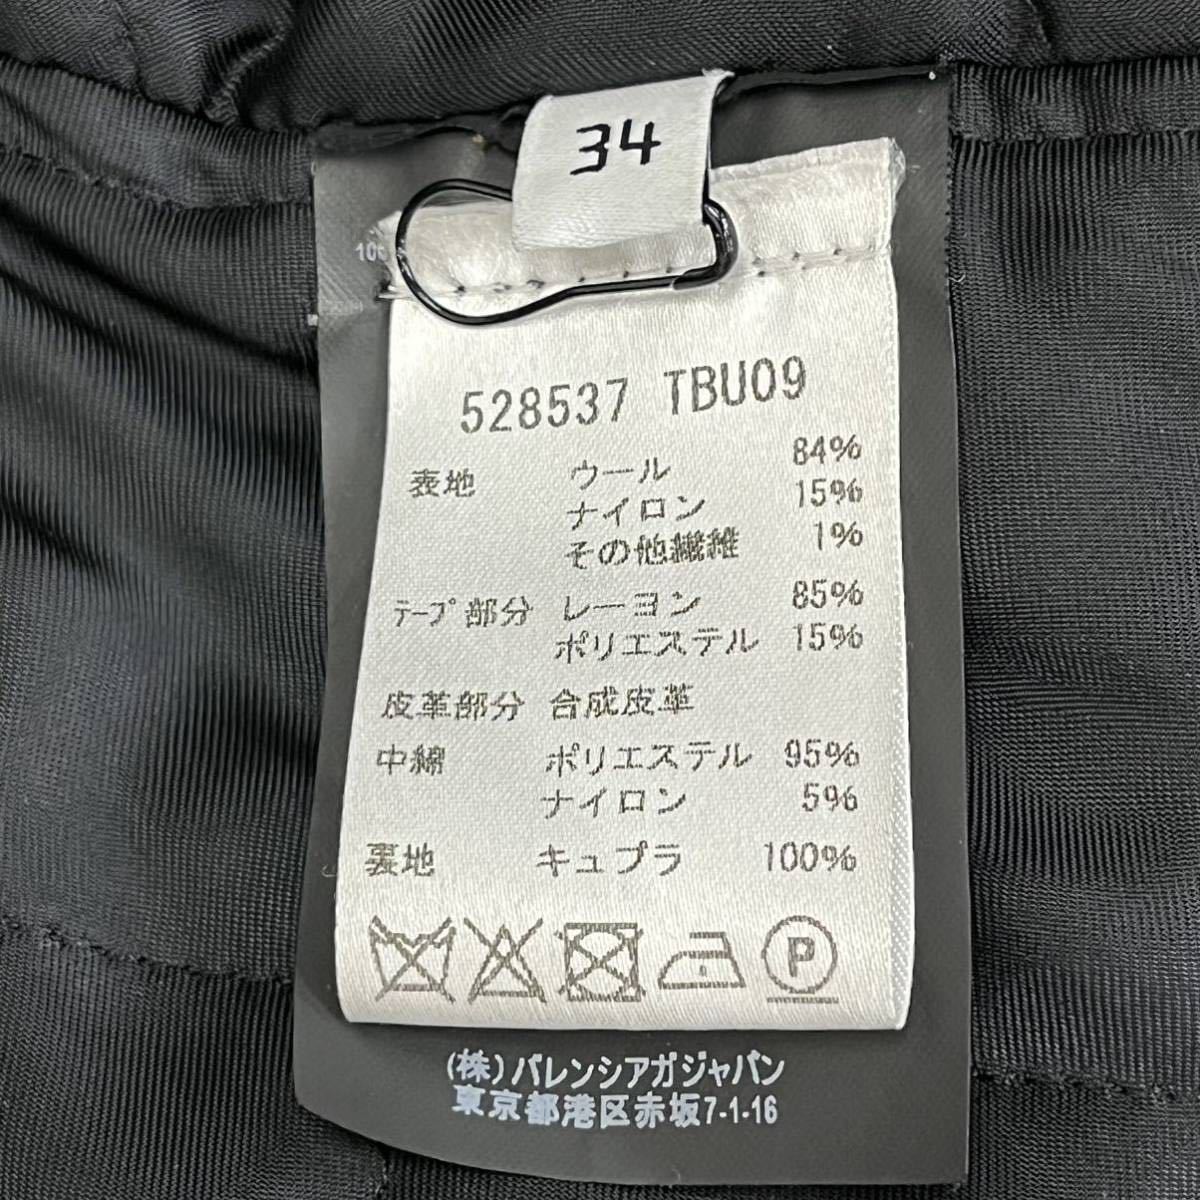 34
100
528537 TBU09
表地 ウール 84%
ナイロン 15%
その他繊維 1%
テープ部分 レーヨン 85%
ポリエステル 15%
皮革部分 合成皮革
中綿 ポリエステル 95%
ナイロン 5%
裏地 キュプラ 100%
P
(株)バレンシアガジャパン
東京都港区赤坂7-1-16